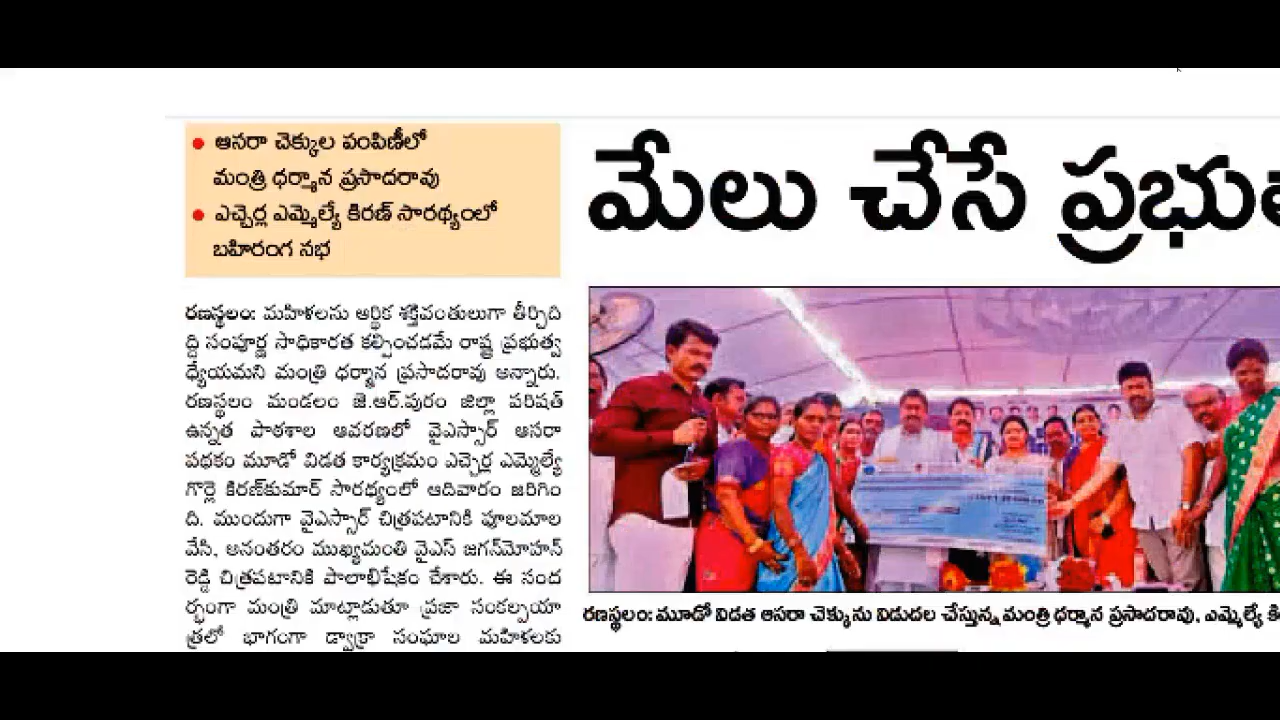 ఆసరా చెక్కుల పంపిణీలో
మంత్రి ధర్మాన ప్రసాదరావు
ఎచ్చెర్ల ఎమ్మెల్యే కిరణ్ సారథ్యంలో
బహిరంగ సభ
మేలు చేసే
రణస్థలం: మహిళలను ఆర్థిక శక్తివంతులుగా తీర్చిది
ద్ది సంపూర్ణ సాధికారత కల్పించడమే రాష్ట్ర ప్రభుత్వ
ధ్యేయమని మంత్రి ధర్మాన ప్రసాదరావు అన్నారు.
రణస్థలం మండలం జె.ఆర్.పురం జిల్లా పరిషత్
ఉన్నత పాఠశాల ఆవరణలో వైఎస్సార్ ఆసరా
పథకం మూడో విడత కార్యక్రమం ఎచ్చెర్ల ఎమ్మెల్యే
గొర్లె కిరణ్‌కుమార్ సారథ్యంలో ఆదివారం జరిగిం
ది. ముందుగా వైఎస్సార్ చిత్రపటానికి పూలమాల
వేసి, అనంతరం ముఖ్యమంతి వైఎస్ జగన్‌మోహన్
రెడ్డి చిత్రపటానికి పాలాభిషేకం చేశారు. ఈ సంద
ర్భంగా మంత్రి మాట్లాడుతూ ప్రజా సంకల్పయా
త్రలో భాగంగా డ్వాక్రా సంఘాల మహిళలకు
రణస్థలం: మూడో విడత ఆసరా చెక్కును విడుదల చేస్తున్న మంత్రి ధర్మాన ప్రసాదరావు, ఎమ్మెల్యే